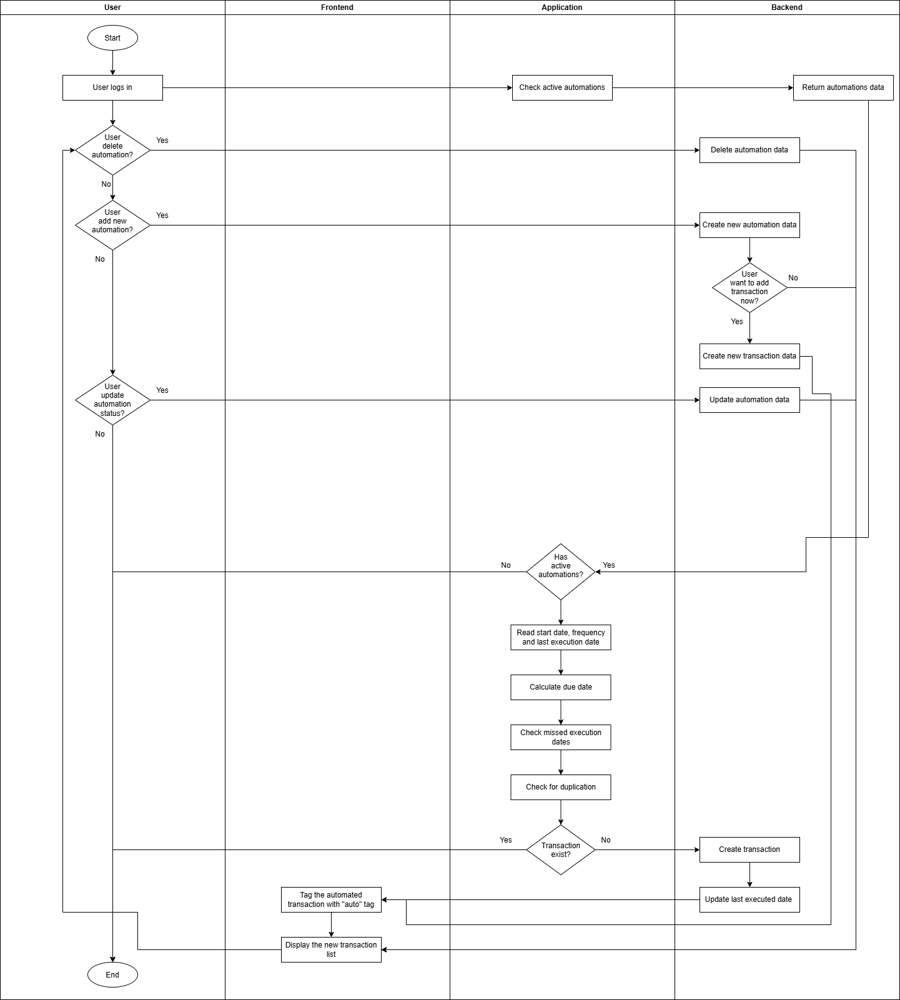 User
Frontend
Application
Backend
Start
User logs in
Check active automations
Return automations data
User
delete
automation?
Yes
Delete automation data
No
User
add new
automation?
Yes
Create new automation data
No
User
want to add
transaction
now?
No
Yes
Create new transaction data
User
update
automation
status?
Yes
Update automation data
No
Has
active
automations?
No
Yes
Read start date, frequency
and last execution date
Calculate due date
Check missed execution
dates
Check for duplication
Transaction
exist?
Yes
No
Create transaction
Tag the automated
transaction with "auto" tag
Update last executed date
Display the new transaction
list
End